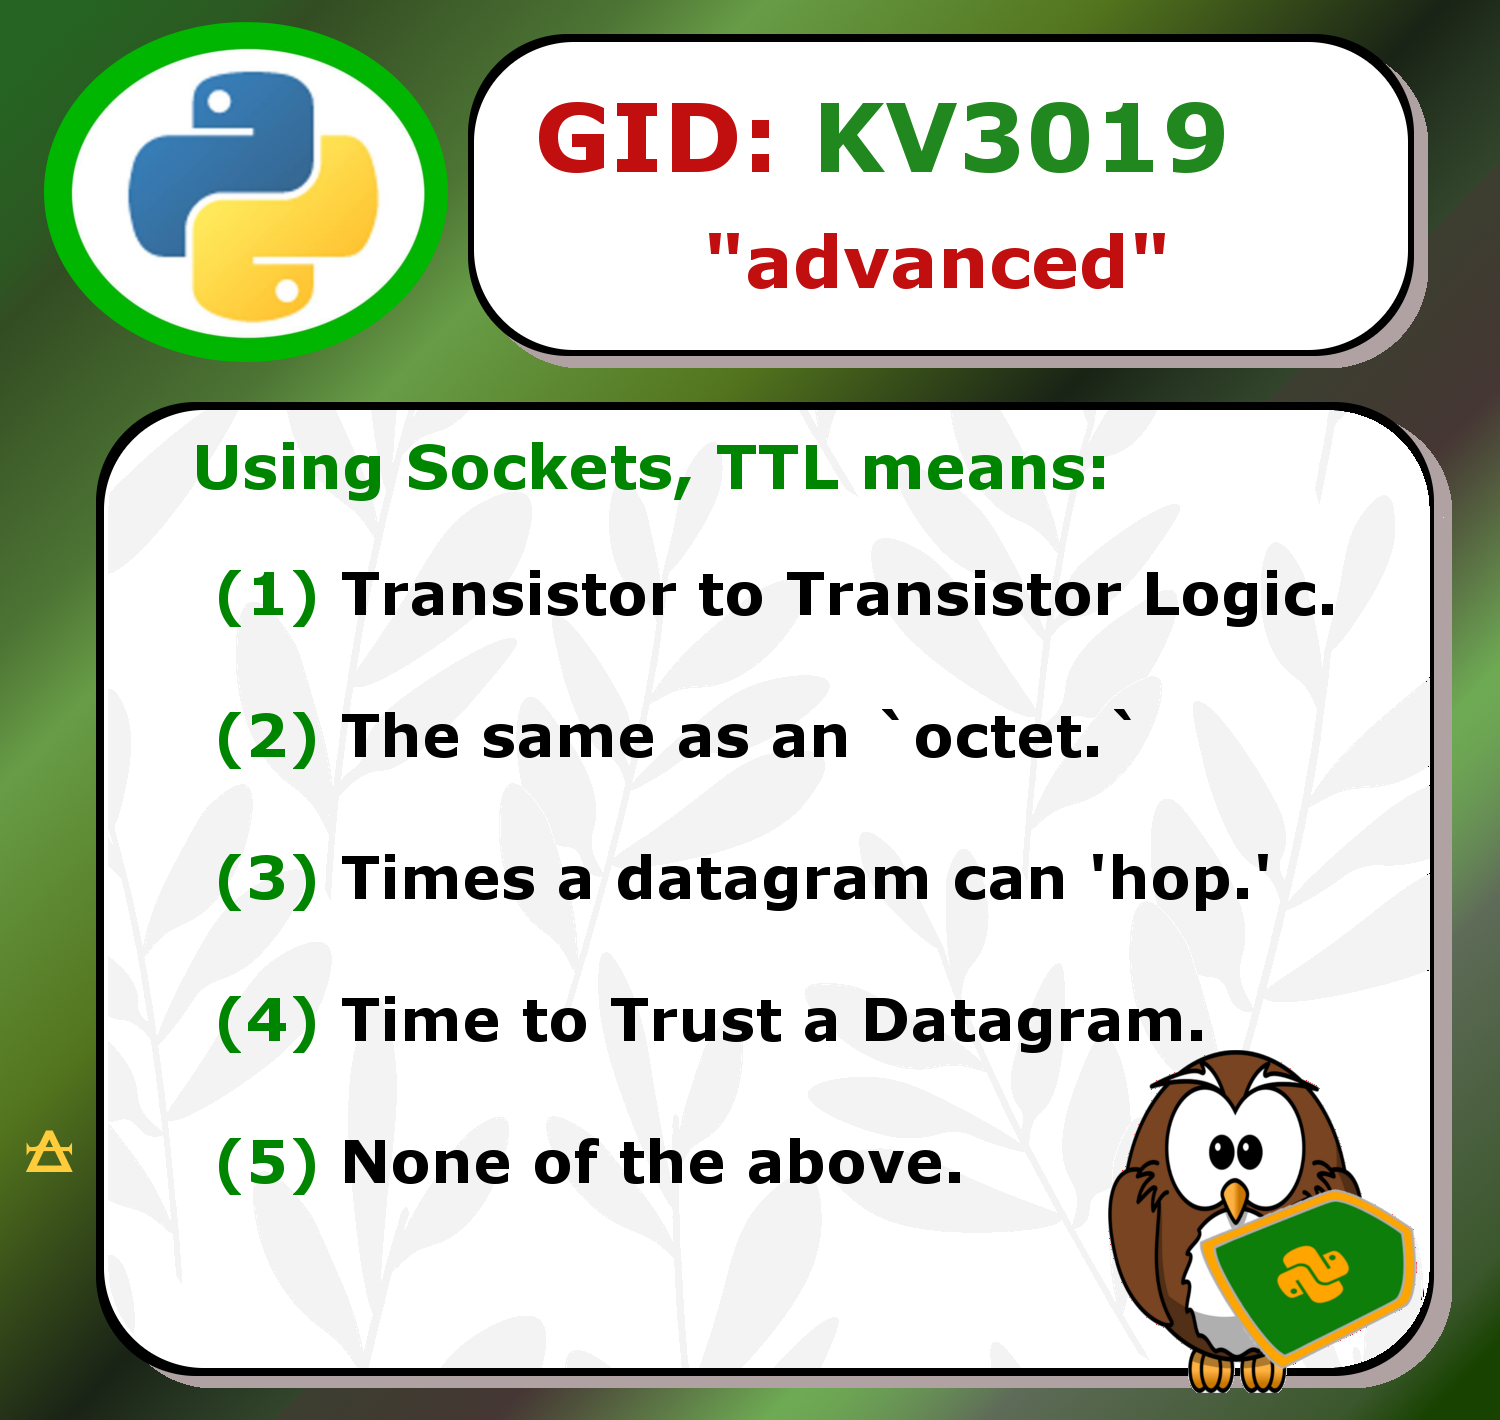 GID: KV3019
"advanced"
Using Sockets, TTL means:
(1) Transistor to Transistor Logic.
(2) The same as an `octet.`
(3) Times a datagram can 'hop.'
(4) Time to Trust a Datagram.
(5) None of the above.